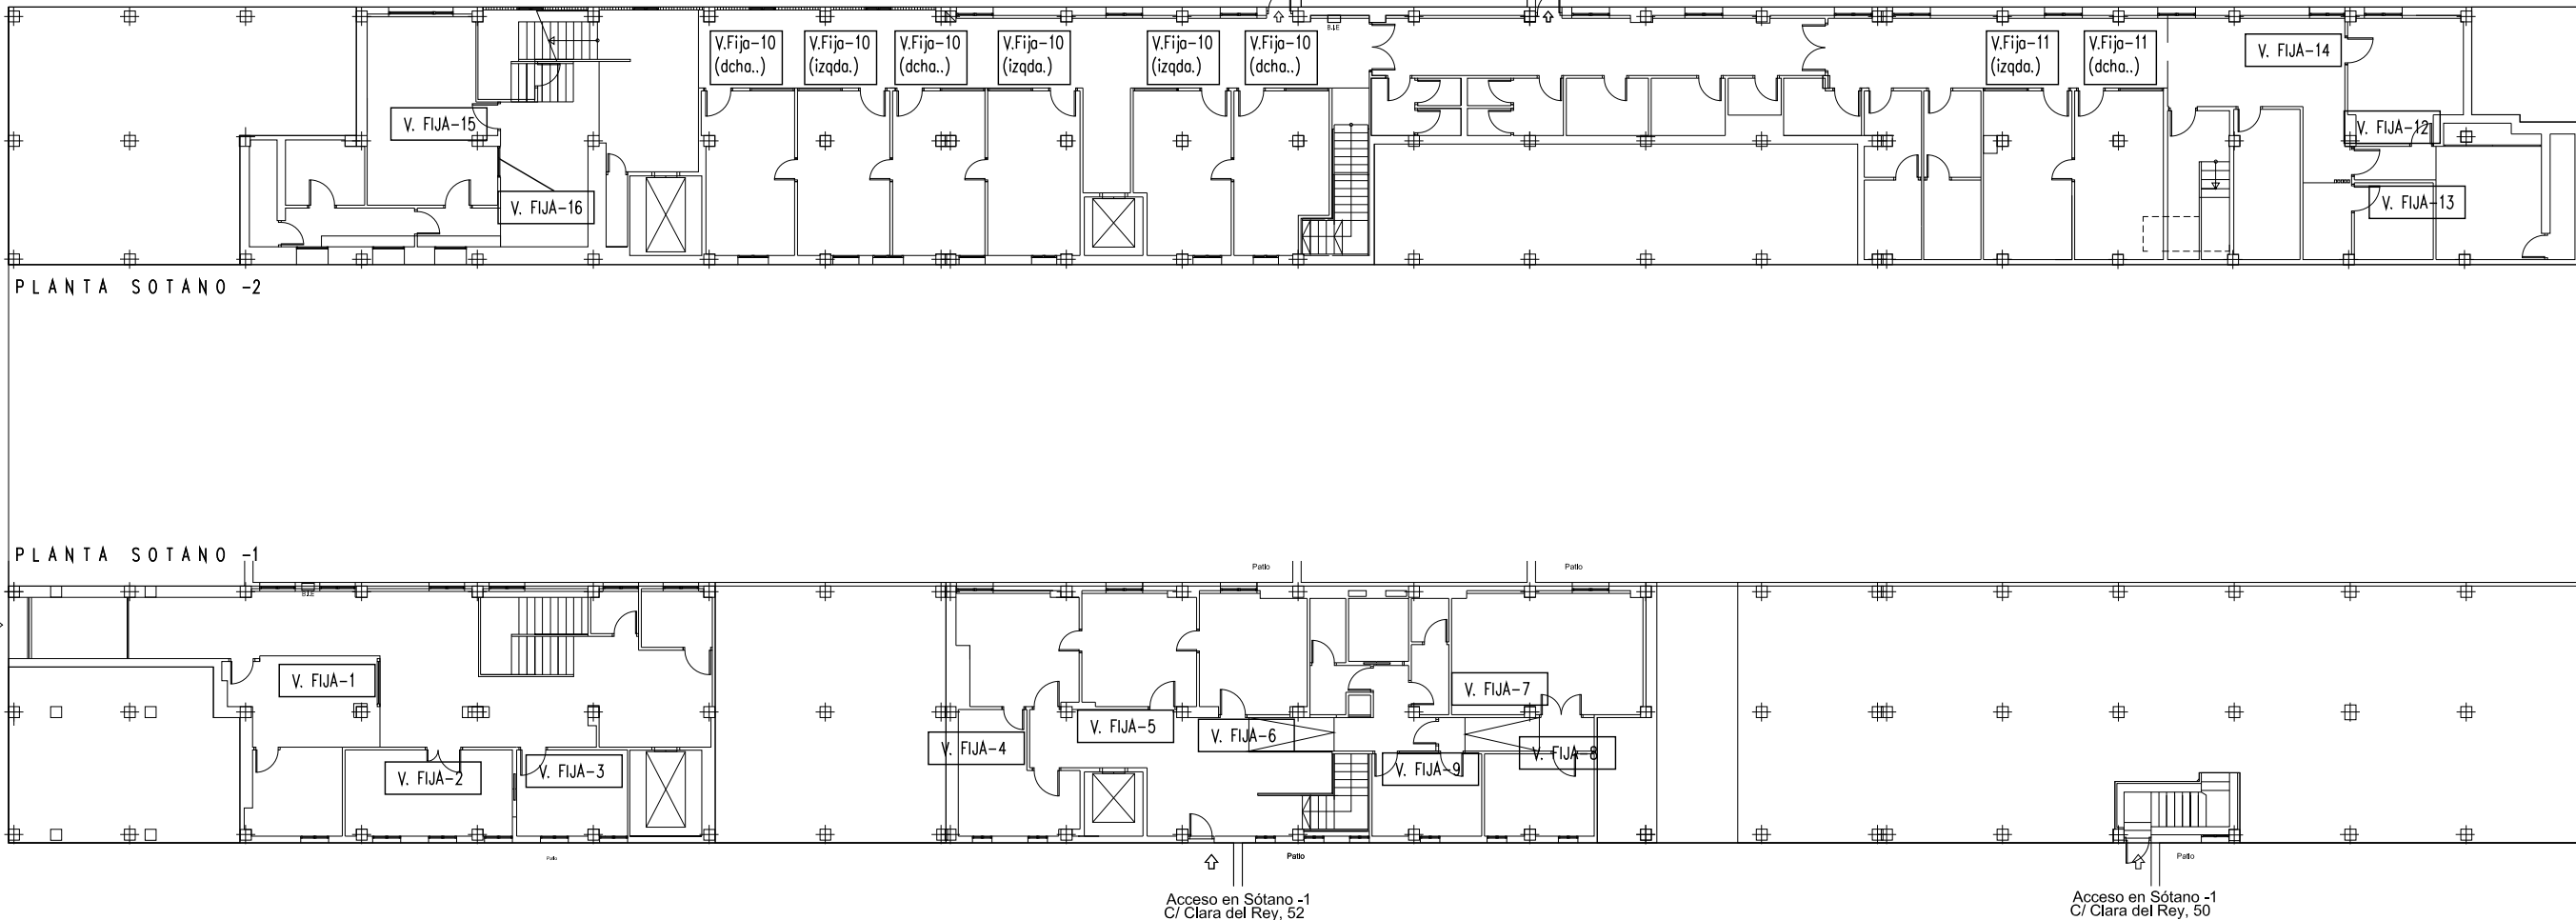 V.Fija-10
(dcha..)
V.Fija-10
(izqda.)
V.Fija-10
(dcha..)
V.Fija-10
(izqda.)
V.Fija-10
(izqda.)
V.Fija-10
(dcha..)
V.Fija-11
(izqda.)
V.Fija-11
(dcha..)
V. FIJA-14
V. FIJA-15
V. FIJA-12
V. FIJA-16
V. FIJA-13
PLANTA SOTANO -2
PLANTA SOTANO -1
Patio
Patio
V. FIJA-1
V. FIJA-7
V. FIJA-5
V. FIJA-6
V. FIJA-4
V. FIJA-8
V. FIJA-2
V. FIJA-3
V. FIJA-9
Patio
Patio
Patio
Acceso en Sótano -1
C/ Clara del Rey, 52
Acceso en Sótano -1
C/ Clara del Rey, 50